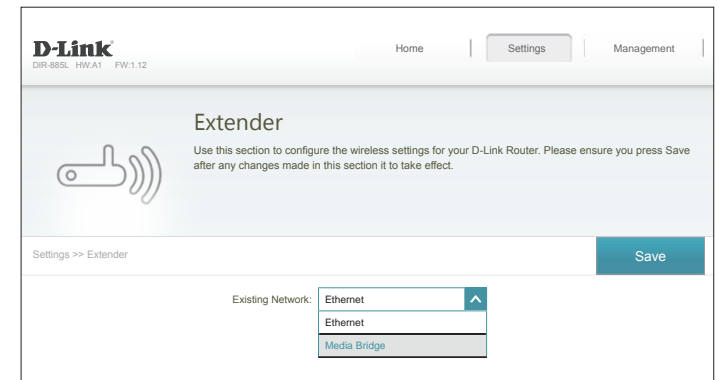 D-Link
DIR-885L HW:A1 FW:1.12
Home
Settings
Management
Extender
Use this section to configure the wireless settings for your D-Link Router. Please ensure you press Save
after any changes made in this section it to take effect.
Settings >> Extender
Save
Existing Network: Ethernet
Ethernet
Media Bridge